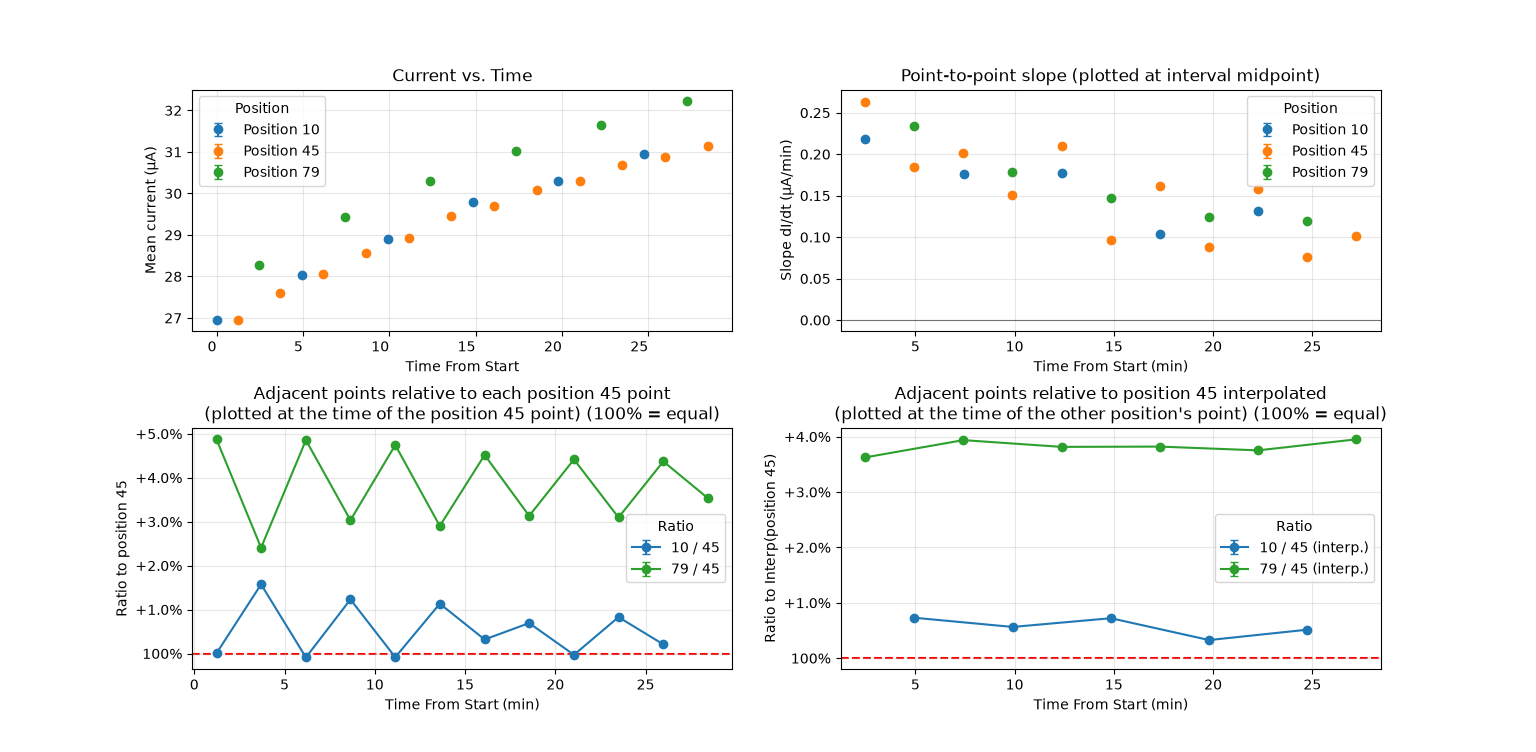 Current vs. Time
Mean current (µA)
32
31
30
29
28
27
0 5 10 15 20 25
Time From Start
Position
Position 10
Position 45
Position 79
Point-to-point slope (plotted at interval midpoint)
Slope dI/dt (µA/min)
0.25
0.20
0.15
0.10
0.05
0.00
5 10 15 20 25
Time From Start (min)
Position
Position 10
Position 45
Position 79
Adjacent points relative to each position 45 point
(plotted at the time of the position 45 point) (100% = equal)
Ratio to position 45
+5.0%
+4.0%
+3.0%
+2.0%
+1.0%
100%
0 5 10 15 20 25
Time From Start (min)
Ratio
10 / 45
79 / 45
Adjacent points relative to position 45 interpolated
(plotted at the time of the other position's point) (100% = equal)
Ratio to Interp(position 45)
+4.0%
+3.0%
+2.0%
+1.0%
100%
5 10 15 20 25
Time From Start (min)
Ratio
10 / 45 (interp.)
79 / 45 (interp.)